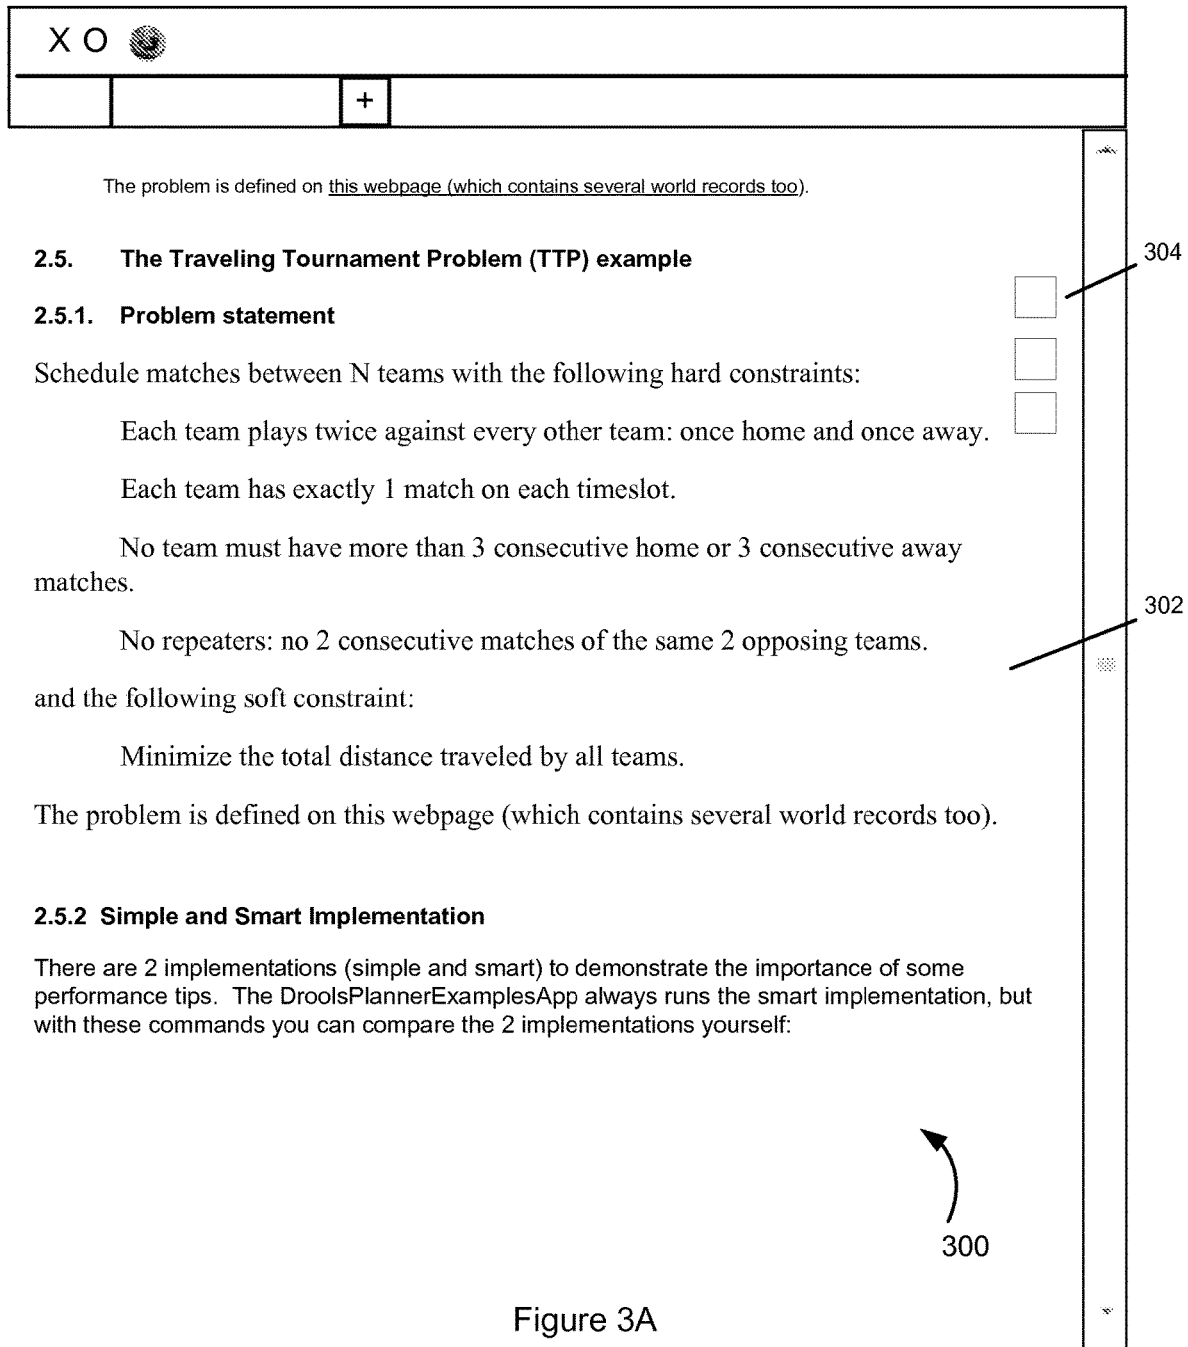 X O
+
The problem is defined on this webpage (which contains several world records too).
2.5. The Traveling Tournament Problem (TTP) example
304
2.5.1. Problem statement
Schedule matches between N teams with the following hard constraints:
Each team plays twice against every other team: once home and once away.
Each team has exactly 1 match on each timeslot.
No team must have more than 3 consecutive home or 3 consecutive away
matches.
302
No repeaters: no 2 consecutive matches of the same 2 opposing teams.
and the following soft constraint:
Minimize the total distance traveled by all teams.
The problem is defined on this webpage (which contains several world records too).
2.5.2 Simple and Smart Implementation
There are 2 implementations (simple and smart) to demonstrate the importance of some
performance tips. The DroolsPlannerExamplesApp always runs the smart implementation, but
with these commands you can compare the 2 implementations yourself:
300
Figure 3A